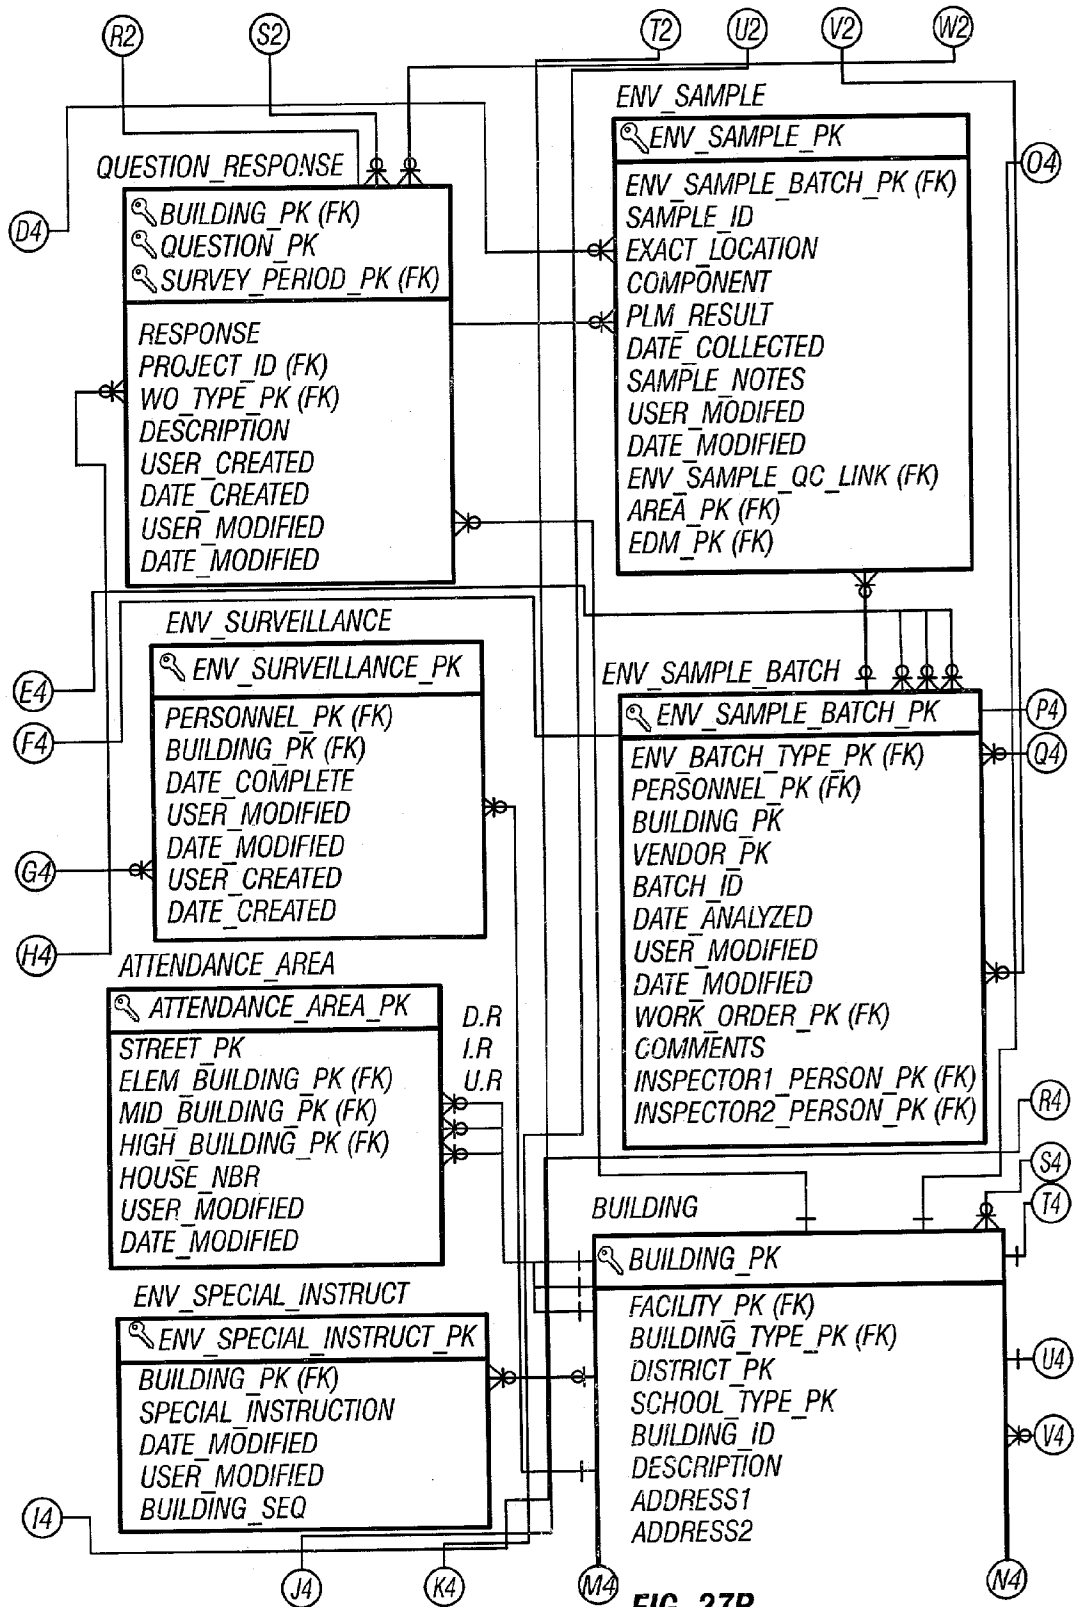 R2
S2
T2
U2
V2
W2
ENV_SAMPLE
ENV_SAMPLE_PK
ENV_SAMPLE_BATCH_PK (FK)
SAMPLE_ID
EXACT_LOCATION
COMPONENT
PLM_RESULT
DATE_COLLECTED
SAMPLE_NOTES
USER_MODIFED
DATE_MODIFIED
ENV_SAMPLE_QC_LINK (FK)
AREA_PK (FK)
EDM_PK (FK)
O4
QUESTION_RESPONSE
BUILDING_PK (FK)
QUESTION_PK
SURVEY_PERIOD_PK (FK)
RESPONSE
PROJECT_ID (FK)
WO_TYPE_PK (FK)
DESCRIPTION
USER_CREATED
DATE_CREATED
USER_MODIFIED
DATE_MODIFIED
D4
ENV_SURVEILLANCE
ENV_SURVEILLANCE_PK
PERSONNEL_PK (FK)
BUILDING_PK (FK)
DATE_COMPLETE
USER_MODIFIED
DATE_MODIFIED
USER_CREATED
DATE_CREATED
E4
F4
G4
H4
ENV_SAMPLE_BATCH
ENV_SAMPLE_BATCH_PK
ENV_BATCH_TYPE_PK (FK)
PERSONNEL_PK (FK)
BUILDING_PK
VENDOR_PK
BATCH_ID
DATE_ANALYZED
USER_MODIFIED
DATE_MODIFIED
WORK_ORDER_PK (FK)
COMMENTS
INSPECTOR1_PERSON_PK (FK)
INSPECTOR2_PERSON_PK (FK)
P4
Q4
ATTENDANCE_AREA
ATTENDANCE_AREA_PK
STREET_PK
ELEM_BUILDING_PK (FK)
MID_BUILDING_PK (FK)
HIGH_BUILDING_PK (FK)
HOUSE_NBR
USER_MODIFIED
DATE_MODIFIED
D.R
I.R
U.R
R4
S4
T4
BUILDING
BUILDING_PK
FACILITY_PK (FK)
BUILDING_TYPE_PK (FK)
DISTRICT_PK
SCHOOL_TYPE_PK
BUILDING_ID
DESCRIPTION
ADDRESS1
ADDRESS2
U4
V4
ENV_SPECIAL_INSTRUCT
ENV_SPECIAL_INSTRUCT_PK
BUILDING_PK (FK)
SPECIAL_INSTRUCTION
DATE_MODIFIED
USER_MODIFIED
BUILDING_SEQ
I4
J4
K4
M4
N4
FIG. 27R